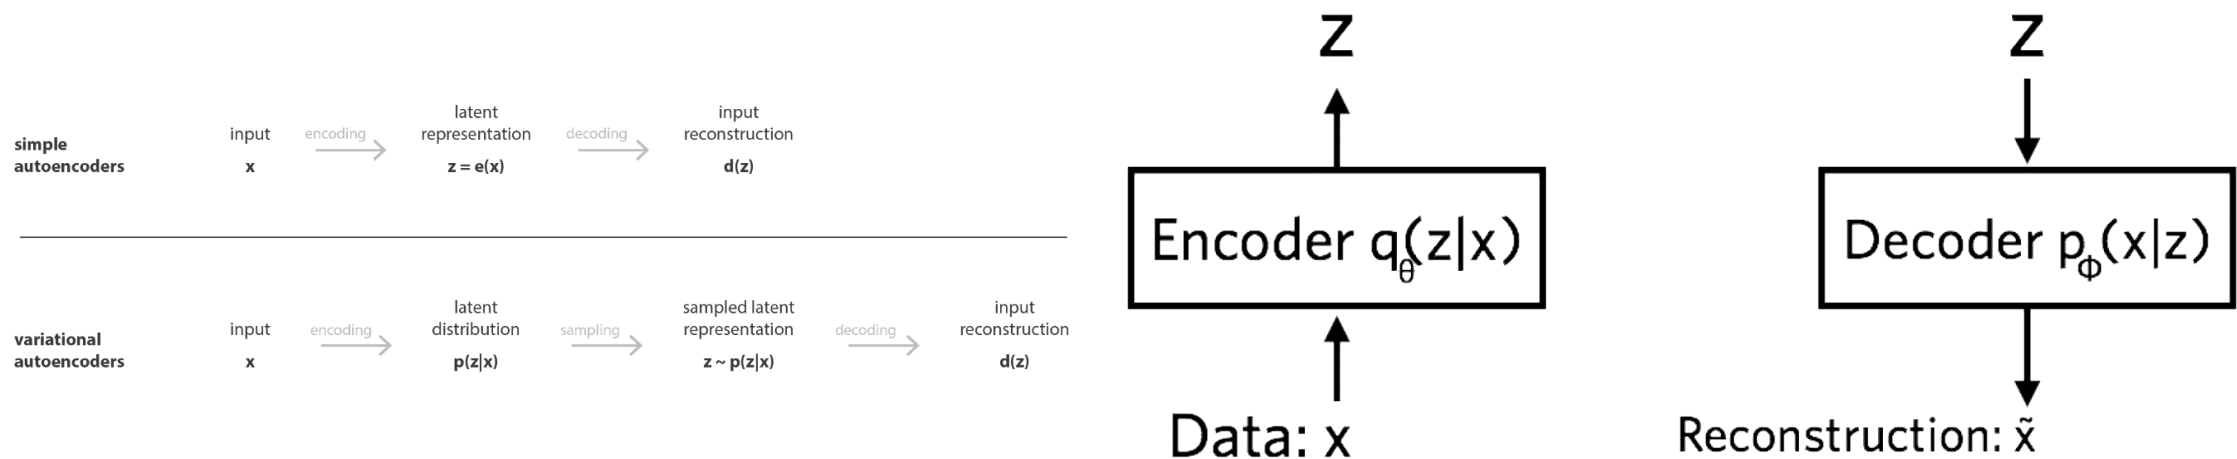 simple
autoencoders
input
x
encoding
latent
representation
z = e(x)
decoding
input
reconstruction
d(z)
variational
autoencoders
input
x
encoding
latent
distribution
p(z|x)
sampling
sampled latent
representation
z ~ p(z|x)
decoding
input
reconstruction
d(z)
z
Encoder qθ(z|x)
Data: x
z
Decoder pΦ(x|z)
Reconstruction: x̃